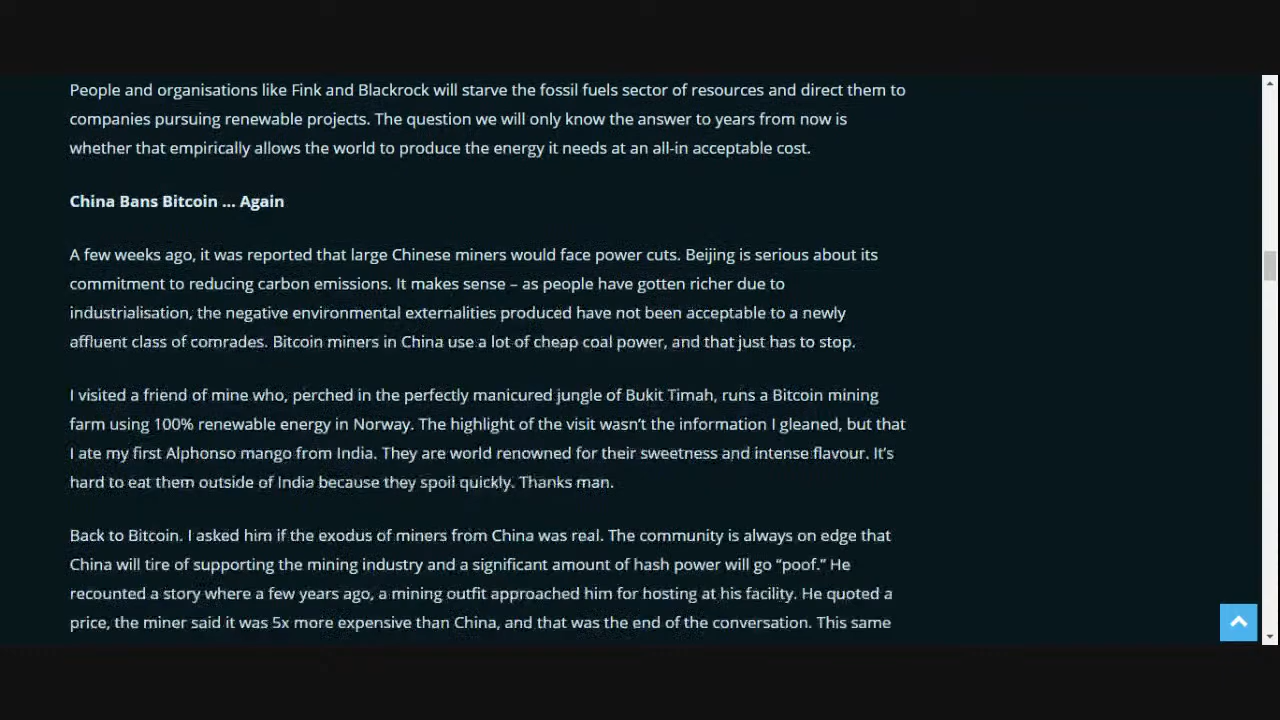 People and organisations like Fink and Blackrock will starve the fossil fuels sector of resources and direct them to
companies pursuing renewable projects. The question we will only know the answer to years from now is
whether that empirically allows the world to produce the energy it needs at an all-in acceptable cost.
China Bans Bitcoin … Again
A few weeks ago, it was reported that large Chinese miners would face power cuts. Beijing is serious about its
commitment to reducing carbon emissions. It makes sense – as people have gotten richer due to
industrialisation, the negative environmental externalities produced have not been acceptable to a newly
affluent class of comrades. Bitcoin miners in China use a lot of cheap coal power, and that just has to stop.
I visited a friend of mine who, perched in the perfectly manicured jungle of Bukit Timah, runs a Bitcoin mining
farm using 100% renewable energy in Norway. The highlight of the visit wasn’t the information I gleaned, but that
I ate my first Alphonso mango from India. They are world renowned for their sweetness and intense flavour. It’s
hard to eat them outside of India because they spoil quickly. Thanks man.
Back to Bitcoin. I asked him if the exodus of miners from China was real. The community is always on edge that
China will tire of supporting the mining industry and a significant amount of hash power will go “poof.” He
recounted a story where a few years ago, a mining outfit approached him for hosting at his facility. He quoted a
price, the miner said it was 5x more expensive than China, and that was the end of the conversation. This same